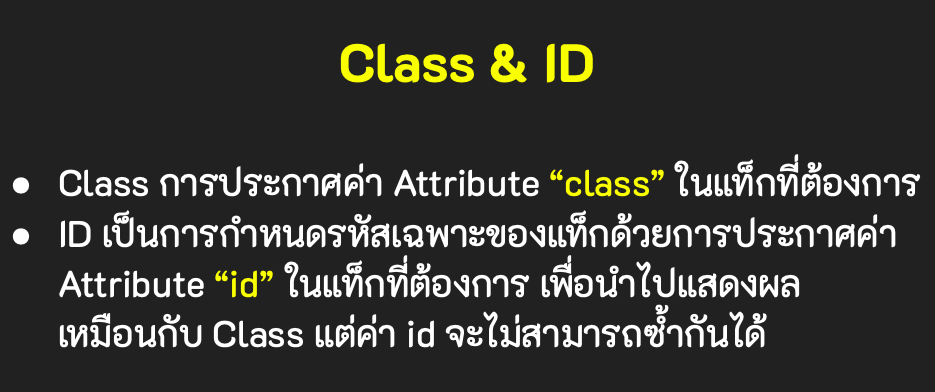 Class & ID
● Class การประกาศค่า Attribute “class” ในแท็กที่ต้องการ
● ID เป็นการกำหนดรหัสเฉพาะของแท็กด้วยการประกาศค่า
Attribute “id” ในแท็กที่ต้องการ เพื่อนำไปแสดงผล
เหมือนกับ Class แต่ค่า id จะไม่สามารถซ้ำกันได้